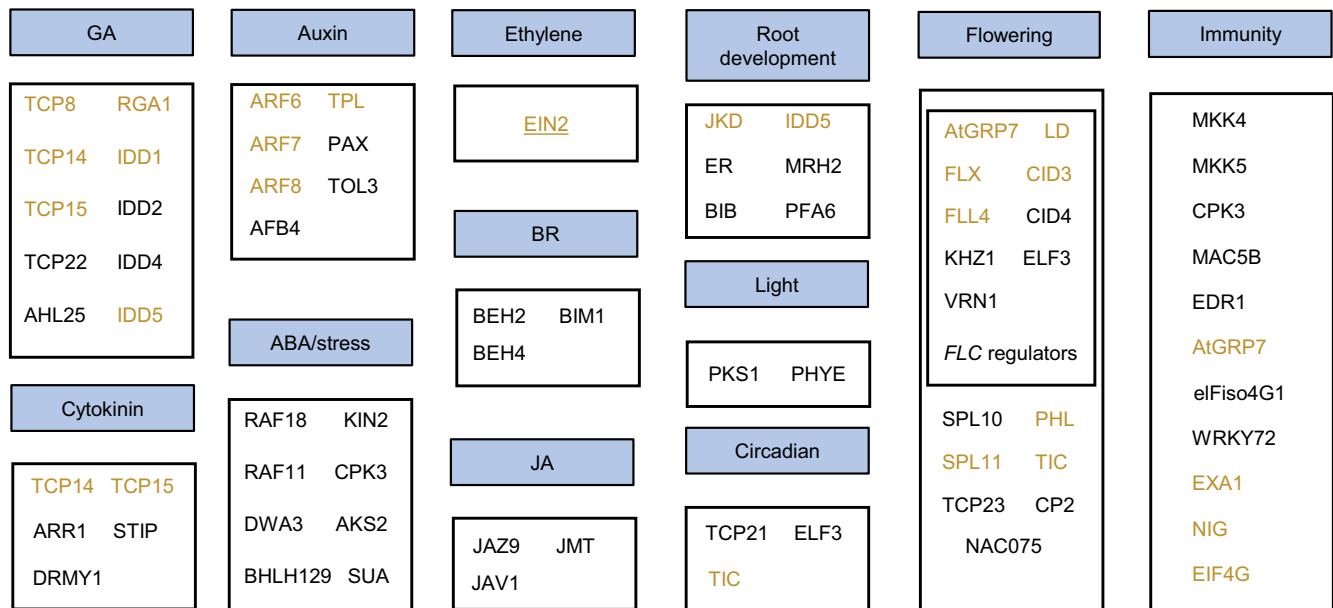 GA
TCP8 RGA1
TCP14 IDD1
TCP15 IDD2
TCP22 IDD4
AHL25 IDD5
Cytokinin
TCP14 TCP15
ARR1 STIP
DRMY1
Auxin
ARF6 TPL
ARF7 PAX
ARF8 TOL3
AFB4
ABA/stress
RAF18 KIN2
RAF11 CPK3
DWA3 AKS2
BHLH129 SUA
Ethylene
EIN2
BR
BEH2 BIM1
BEH4
JA
JAZ9 JMT
JAV1
Root
development
JKD IDD5
ER MRH2
BIB PFA6
Light
PKS1 PHYE
Circadian
TCP21 ELF3
TIC
Flowering
AtGRP7 LD
FLX CID3
FLL4 CID4
KHZ1 ELF3
VRN1
FLC regulators
SPL10 PHL
SPL11 TIC
TCP23 CP2
NAC075
Immunity
MKK4
MKK5
CPK3
MAC5B
EDR1
AtGRP7
elFiso4G1
WRKY72
EXA1
NIG
EIF4G